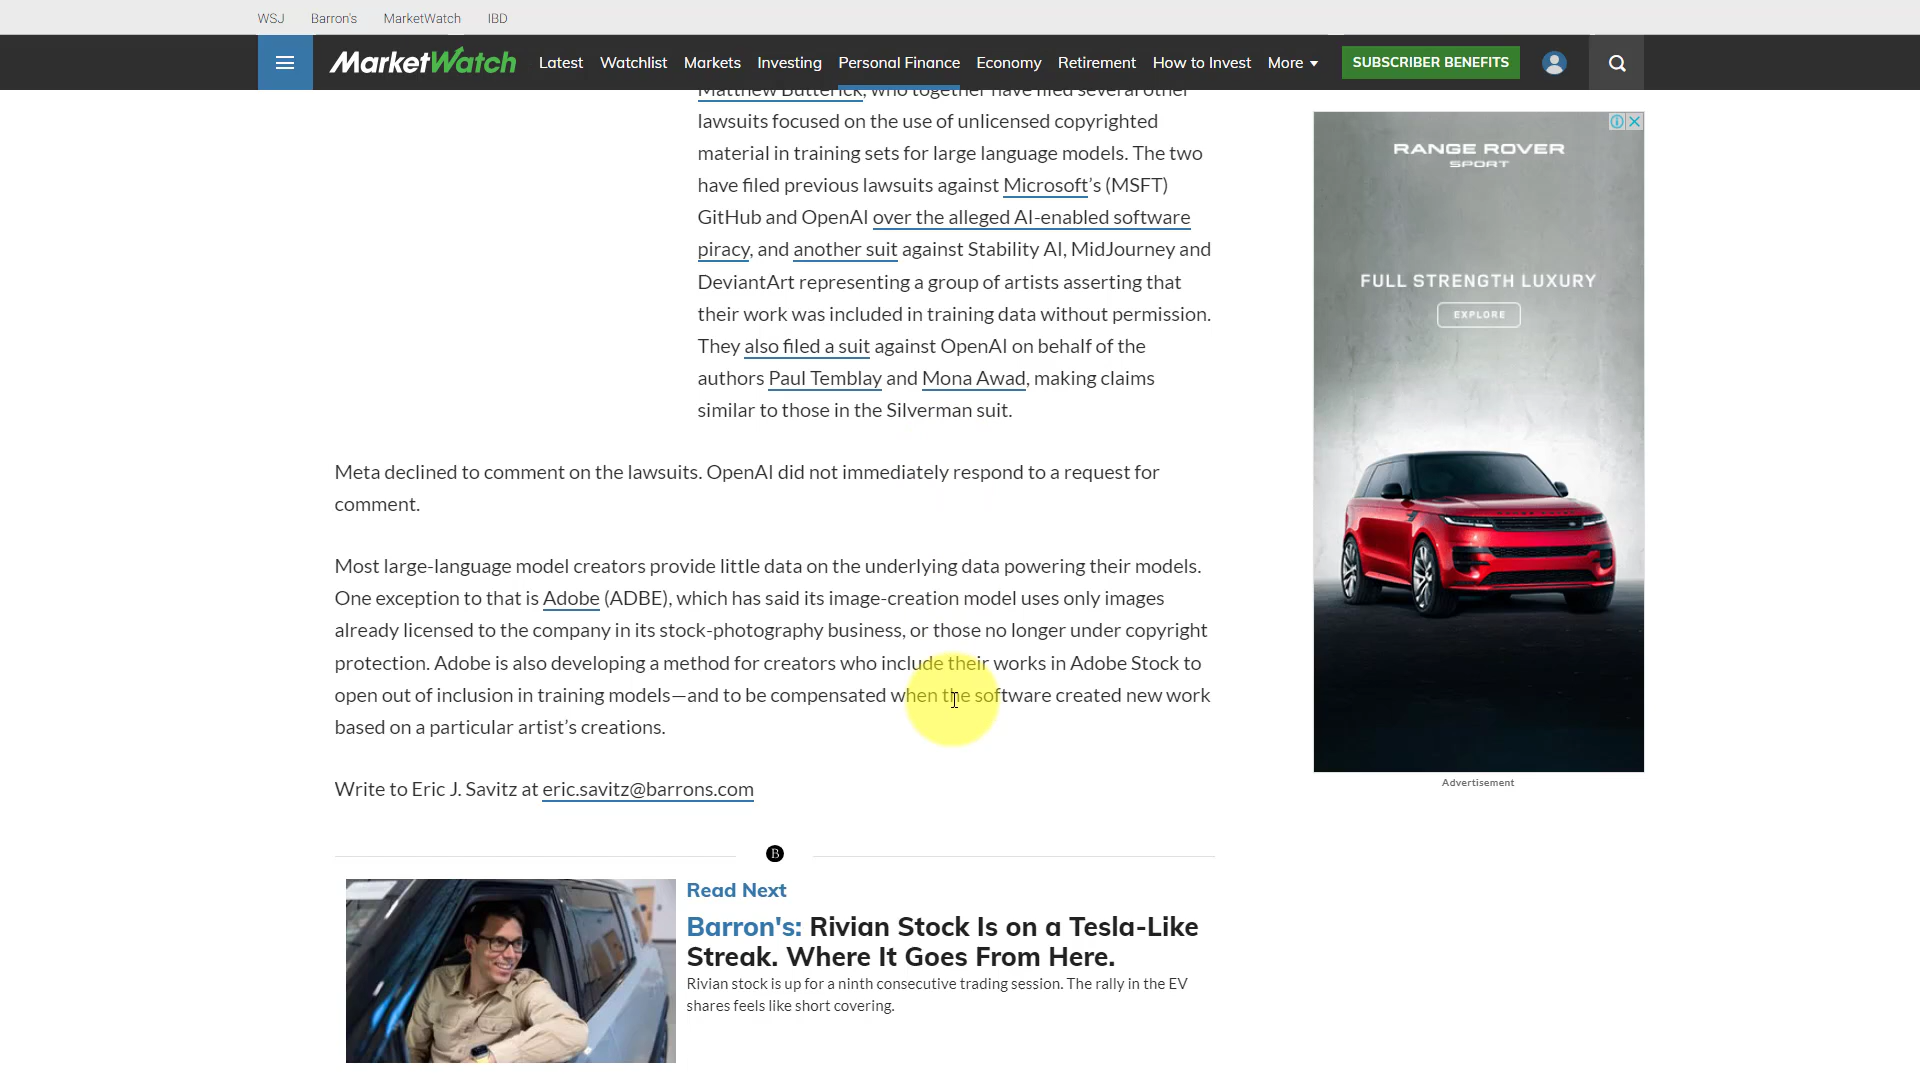 WSJ Barron's MarketWatch IBD
MarketWatch Latest Watchlist Markets Investing Personal Finance Economy Retirement How to Invest More SUBSCRIBER BENEFITS
Matthew Butterick, who together have filed several other
lawsuits focused on the use of unlicensed copyrighted
material in training sets for large language models. The two
have filed previous lawsuits against Microsoft’s (MSFT)
GitHub and OpenAI over the alleged AI-enabled software
piracy, and another suit against Stability AI, MidJourney and
DeviantArt representing a group of artists asserting that
their work was included in training data without permission.
They also filed a suit against OpenAI on behalf of the
authors Paul Temblay and Mona Awad, making claims
similar to those in the Silverman suit.
Meta declined to comment on the lawsuits. OpenAI did not immediately respond to a request for
comment.
Most large-language model creators provide little data on the underlying data powering their models.
One exception to that is Adobe (ADBE), which has said its image-creation model uses only images
already licensed to the company in its stock-photography business, or those no longer under copyright
protection. Adobe is also developing a method for creators who include their works in Adobe Stock to
open out of inclusion in training models—and to be compensated when the software created new work
based on a particular artist’s creations.
Write to Eric J. Savitz at eric.savitz@barrons.com
B
Read Next
Barron's: Rivian Stock Is on a Tesla-Like
Streak. Where It Goes From Here.
Rivian stock is up for a ninth consecutive trading session. The rally in the EV
shares feels like short covering.
RANGE ROVER
SPORT
FULL STRENGTH LUXURY
EXPLORE
Advertisement